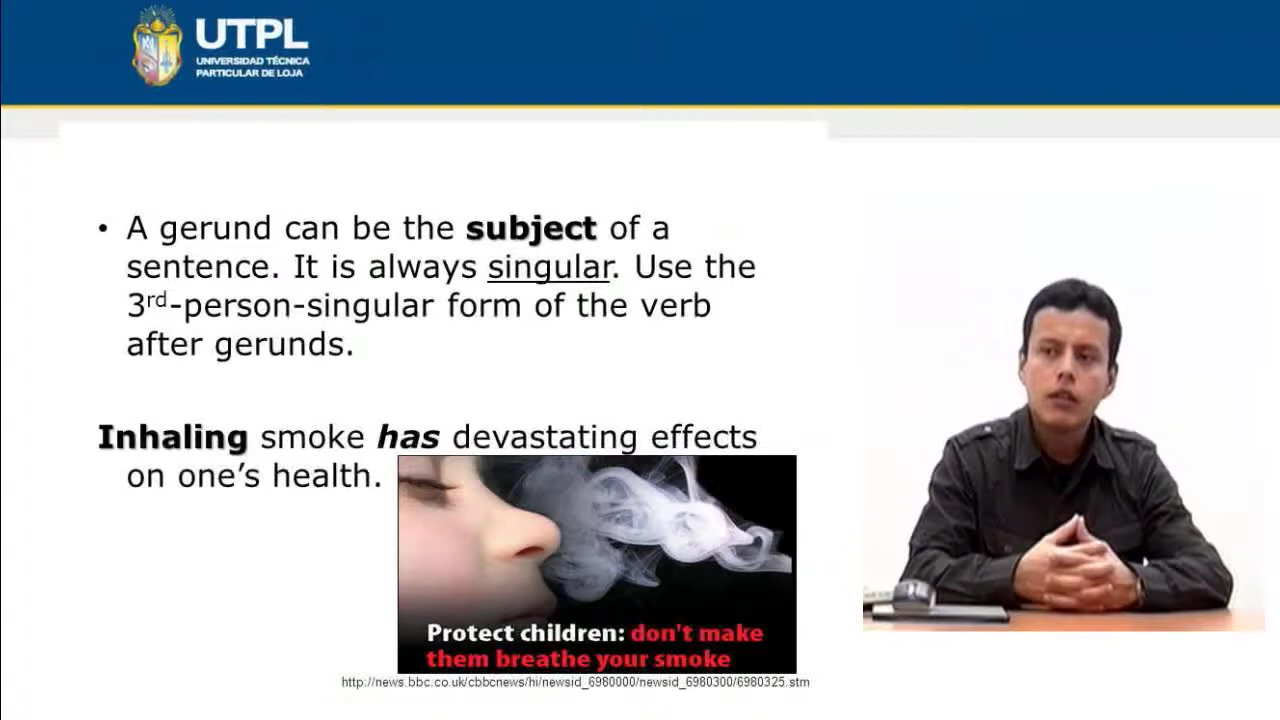 UTPL
UNIVERSIDAD TÉCNICA
PARTICULAR DE LOJA
• A gerund can be the subject of a
sentence. It is always singular. Use the
3rd-person-singular form of the verb
after gerunds.
Inhaling smoke has devastating effects
on one’s health.
Protect children: don't make
them breathe your smoke
http://news.bbc.co.uk/cbbcnews/hi/newsid_6980000/newsid_6980300/6980325.stm